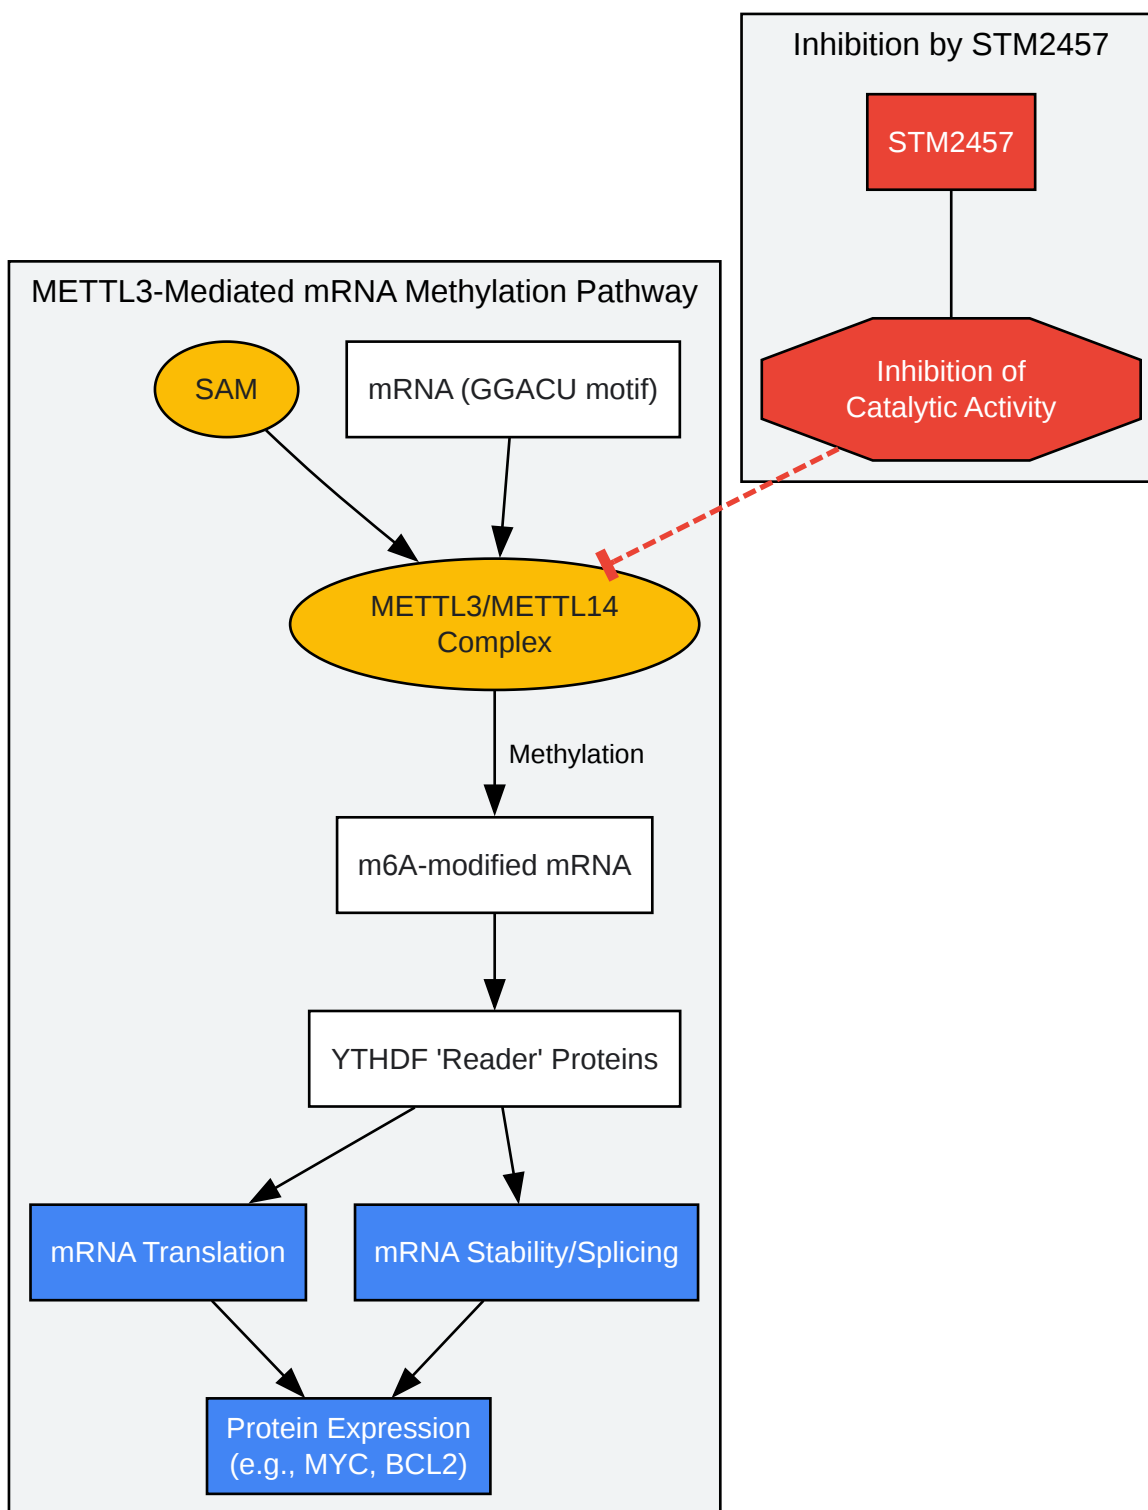 Inhibition by STM2457
STM2457
Inhibition of
Catalytic Activity
METTL3-Mediated mRNA Methylation Pathway
SAM
mRNA (GGACU motif)
METTL3/METTL14
Complex
Methylation
m6A-modified mRNA
YTHDF 'Reader' Proteins
mRNA Translation
mRNA Stability/Splicing
Protein Expression
(e.g., MYC, BCL2)